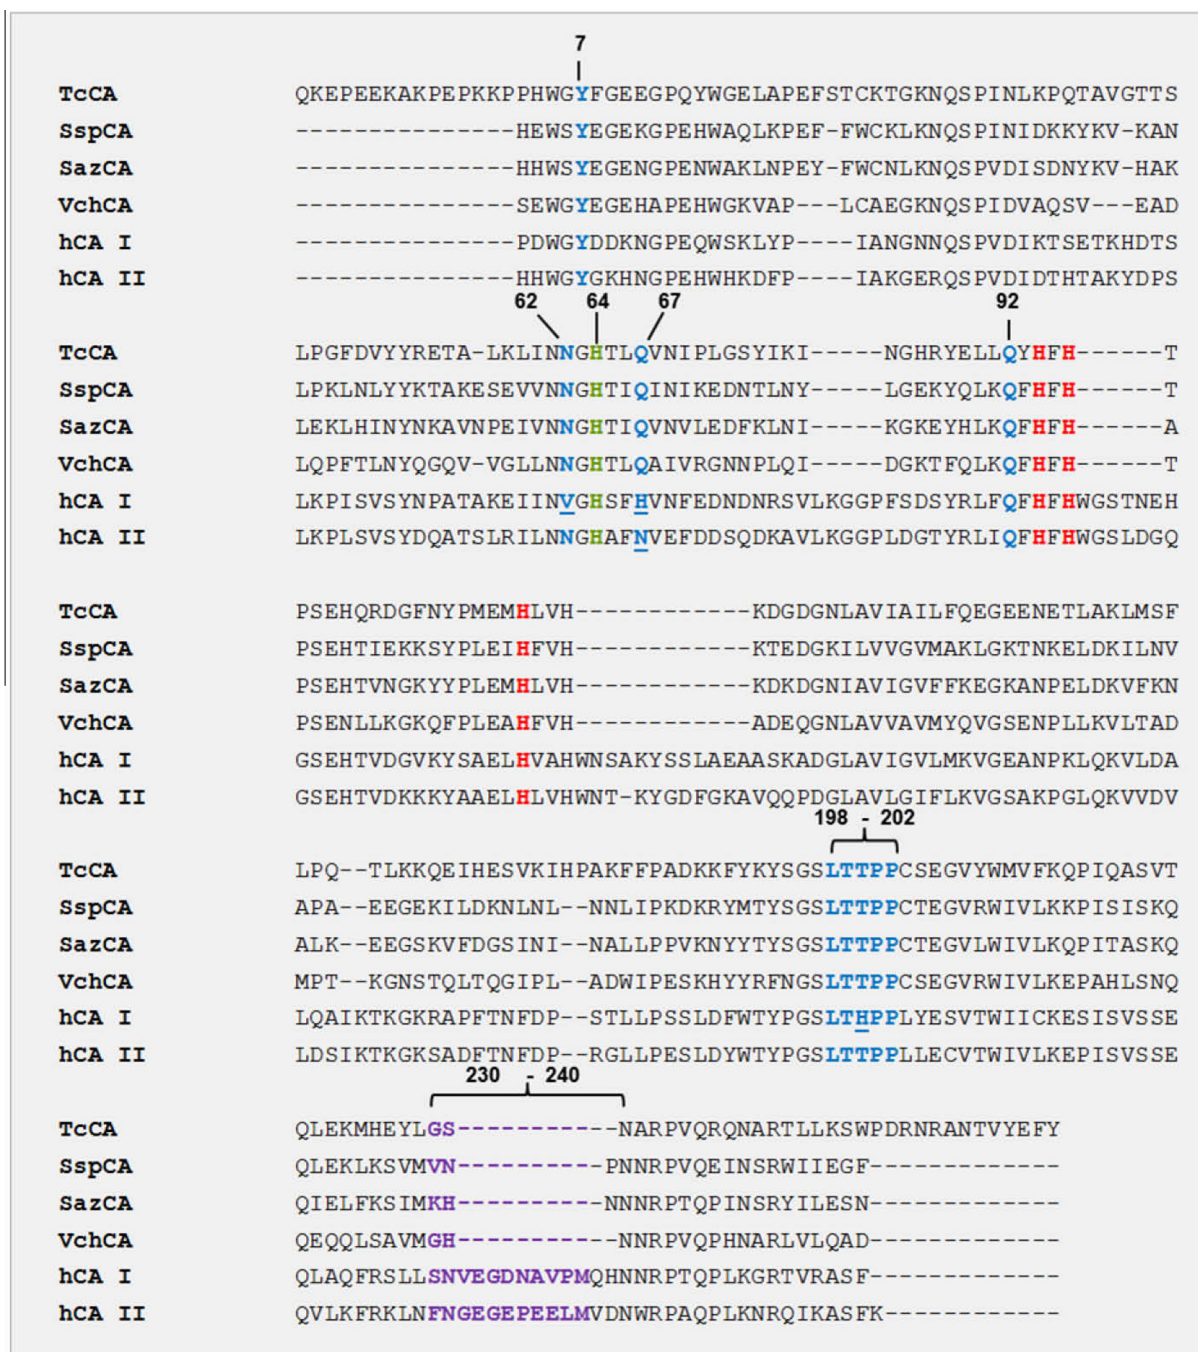 7
TcCA QKEPEEKAKPEPKKPPHWGYFGEEGPQYWGELAPEFSTCKTGKNQSPINLKPQTAVGTTS
SspCA ---------------HEWSYEGEKGPEHWAQLKPEF-FWCKLKNQSPINIDKKYKV-KAN
SazCA ---------------HHWSYEGENGPENWAKLNPEY-FWCNLKNQSPVDISDNYKV-HAK
VchCA ---------------SEWGYEGEHAPEHWGKVAP---LCAEGKNQSPIDVAQSV---EAD
hCA I ---------------PDWGYDDKNGPEQWSKLYP----IANGNNQSPVDIKTSETKHDTS
hCA II ---------------HHWGYGKHNGPEHWHKDFP----IAKGERQSPVDIDTHTAKYDPS
62 64 67 92
TcCA LPGFDVYYRETA-LKLINNGHTLQVNIPLGSYIKI-----NGHRYELLQYHFH------T
SspCA LPKLNLYYKTAKESEVVNNGHTIQINIKEDNTLNY-----LGEKYQLKQFHFH------T
SazCA LEKLHINYNKAVNPEIVNNGHTIQVNVLEDFKLNI-----KGKEYHLKQFHFH------A
VchCA LQPFTLNYQGQV-VGLLNNGHTLQAIVRGNNPLQI-----DGKTFQLKQFHFH------T
hCA I LKPISVSYNPATAKEIINVGHSFHVNFEDNDNRSVLKGGPFSDSYRLFQFHFHWGSTNEH
hCA II LKPLSVSYDQATSLRILNNGHAFNVEFDDSQDKAVLKGGPLDGTYRLIQFHFHWGSLDGQ
TcCA PSEHQRDGFNYPMEMHLVH------------KDGDGNLAVIAILFQEGEENETLAKLMSF
SspCA PSEHTIEKKSYPLEIHFVH------------KTEDGKILVVGVMAKLGKTNKELDKILNV
SazCA PSEHTVNGKYYPLEMHLVH------------KDKDGNIAVIGVFFKEGKANPELDKVFKN
VchCA PSENLLKGKQFPLEAHFVH------------ADEQGNLAVVAVMYQVGSENPLLKVLTAD
hCA I GSEHTVDGVKYSAELHVAHWNSAKYSSLAEAASKADGLAVIGVLMKVGEANPKLQKVLDA
hCA II GSEHTVDKKKYAAELHLVHWNT-KYGDFGKAVQQPDGLAVLGIFLKVGSAKPGLQKVVDV
198 - 202
TcCA LPQ--TLKKQEIHESVKIHPAKFFPADKKFYKYSGSLTTPPCSEGVYWMVFKQPIQASVT
SspCA APA--EEGEKILDKNLNL--NNLIPKDKRYMTYSGSLTTPPCTEGVRWIVLKKPISISKQ
SazCA ALK--EEGSKVFDGSINI--NALLPPVKNYYTYSGSLTTPPCTEGVLWIVLKQPITASKQ
VchCA MPT--KGNSTQLTQGIPL--ADWIPESKHYYRFNGSLTTPPCSEGVRWIVLKEPAHLSNQ
hCA I LQAIKTKGKRAPFTNFDP--STLLPSSLDFWTYPGSLTHPPLYESVTWIICKESISVSSE
hCA II LDSIKTKGKSADFTNFDP--RGLLPESLDYWTYPGSLTTPPLLECVTWIVLKEPISVSSE
230 - 240
TcCA QLEKMHEYLGS-----------NARPVQRQNARTLLKSWPDRNRANTVYEFY
SspCA QLEKLKSVMVN----------PNNRPVQEINSRWIIEGF-------------
SazCA QIELFKSIMKH----------NNNRPTQPINSRYILESN-------------
VchCA QEQQLSAVMGH-----------NNRPVQPHNARLVLQAD-------------
hCA I QLAQFRSLLSNVEGDNAVPMQHNNRPTQPLKGRTVRASF-------------
hCA II QVLKFRKLNFNGEGEPEELMVDNWRPAQPLKNRQIKASFK------------